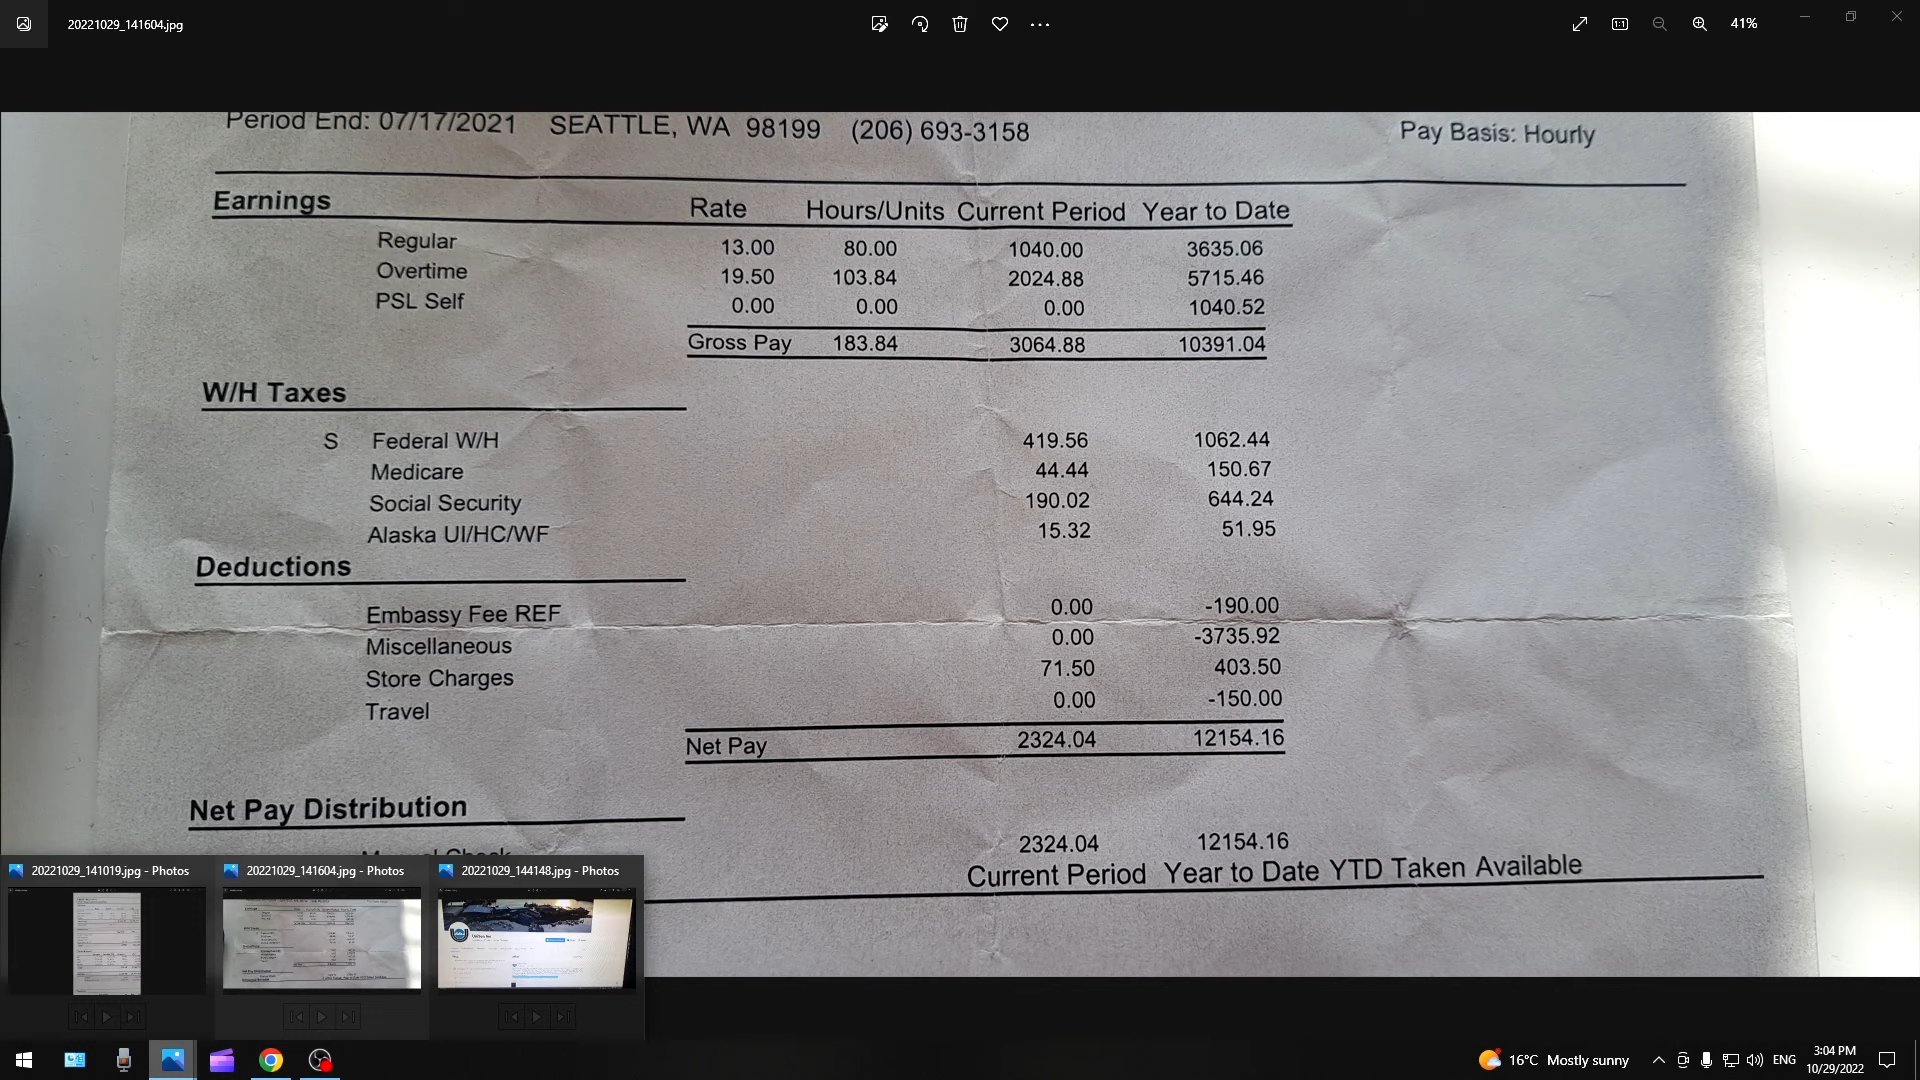 20221029_141604.jpg
41%
Period End: 07/17/2021 SEATTLE, WA 98199 (206) 693-3158
Pay Basis: Hourly
Earnings Rate Hours/Units Current Period Year to Date
Regular 13.00 80.00 1040.00 3635.06
Overtime 19.50 103.84 2024.88 5715.46
PSL Self 0.00 0.00 0.00 1040.52
Gross Pay 183.84 3064.88 10391.04
W/H Taxes
S Federal W/H 419.56 1062.44
Medicare 44.44 150.67
Social Security 190.02 644.24
Alaska UI/HC/WF 15.32 51.95
Deductions
Embassy Fee REF 0.00 -190.00
Miscellaneous 0.00 -3735.92
Store Charges 71.50 403.50
Travel 0.00 -150.00
Net Pay 2324.04 12154.16
Net Pay Distribution
Manual Check 2324.04 12154.16
Current Period Year to Date YTD Taken Available
20221029_141019.jpg - Photos
20221029_141604.jpg - Photos
20221029_144148.jpg - Photos
16°C Mostly sunny
ENG
3:04 PM
10/29/2022